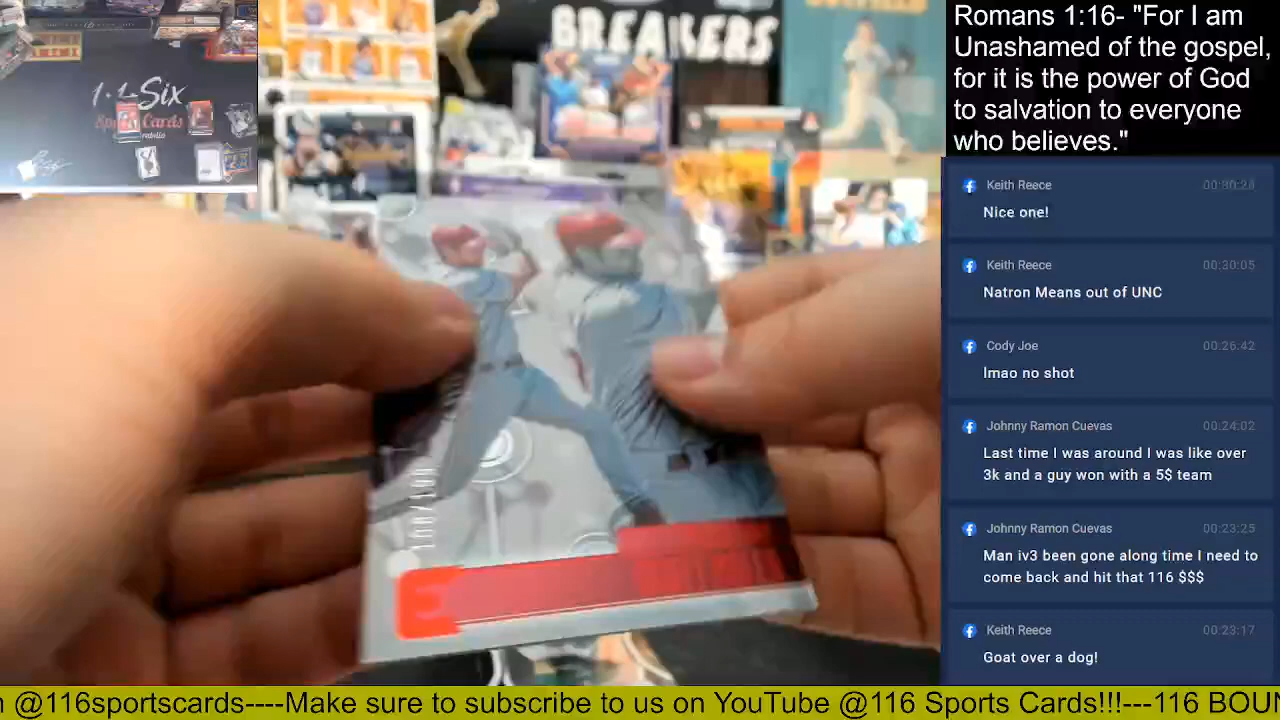 BREAKERS
1.1.Six
Cards
Romans 1:16- "For I am
Unashamed of the gospel,
for it is the power of God
to salvation to everyone
who believes."
Keith Reece 00:30:24
Nice one!
Keith Reece 00:30:05
Natron Means out of UNC
Cody Joe 00:26:42
lmao no shot
Johnny Ramon Cuevas 00:24:02
Last time I was around I was like over
3k and a guy won with a 5$ team
Johnny Ramon Cuevas 00:23:25
Man iv3 been gone along time I need to
come back and hit that 116 $$$
Keith Reece 00:23:17
Goat over a dog!
@116sportscards----Make sure to subscribe to us on YouTube @116 Sports Cards!!!---116 BOU